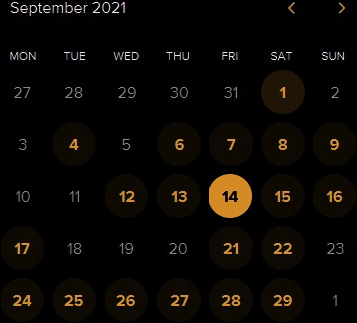 September 2021 < >
MON TUE WED THU FRI SAT SUN
27 28 29 30 31 1 2
3 4 5 6 7 8 9
10 11 12 13 14 15 16
17 18 19 20 21 22 23
24 25 26 27 28 29 1